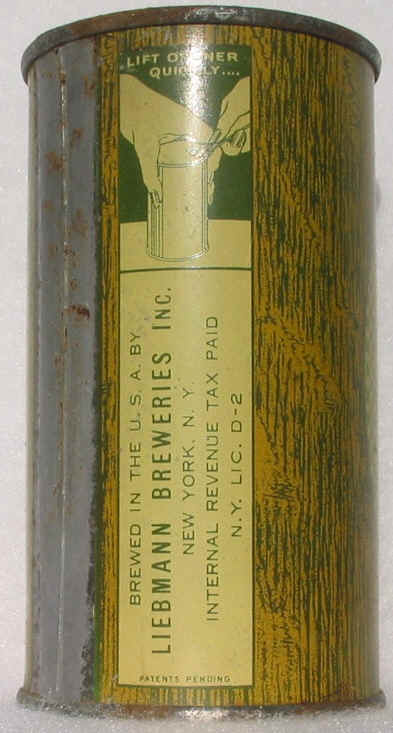 LIFT OPENER
QUICKLY....
BREWED IN THE U. S. A. BY
LIEBMANN BREWERIES INC.
NEW YORK, N. Y.
INTERNAL REVENUE TAX PAID
N.Y. LIC. D-2
PATENTS PENDING